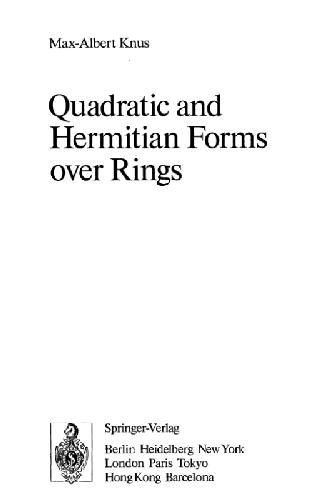 Max-Albert Knus
Quadratic and
Hermitian Forms
over Rings
Springer-Verlag
Berlin Heidelberg New York
London Paris Tokyo
Hong Kong Barcelona